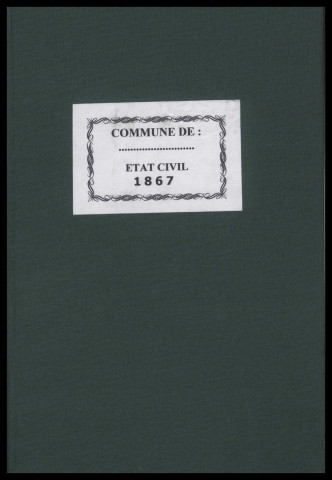 COMMUNE DE :
...........................
ETAT CIVIL
1867